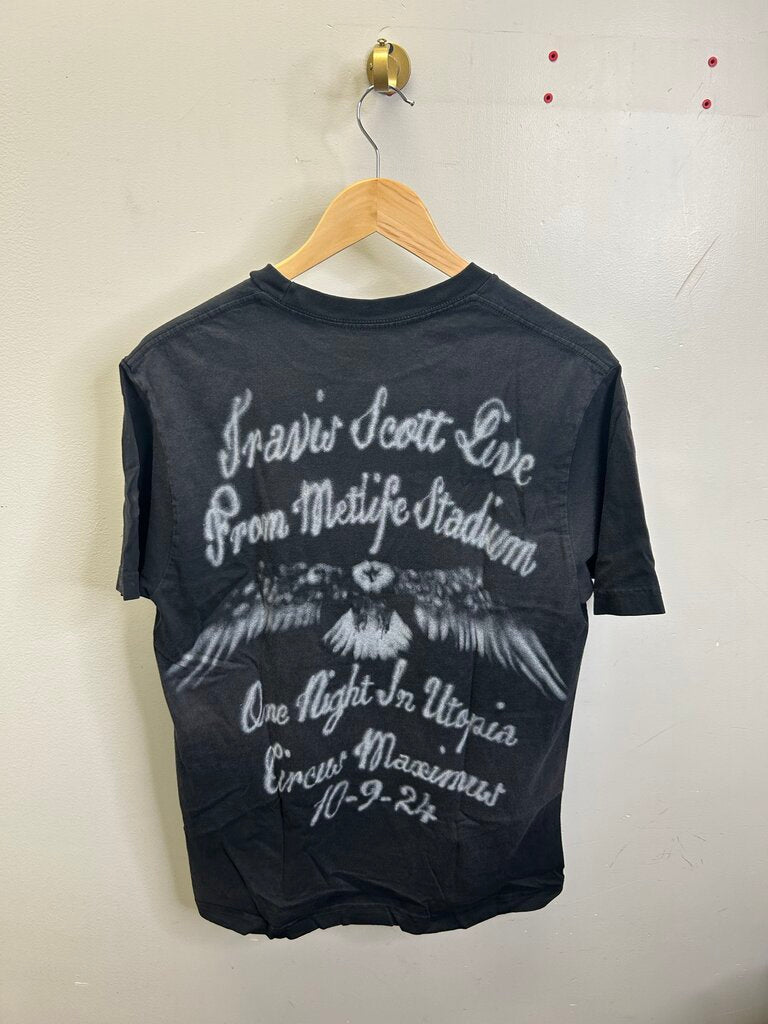 Travis Scott Live
From Metlife Stadium
One Night In Utopia
Circus Maximus
10-9-24